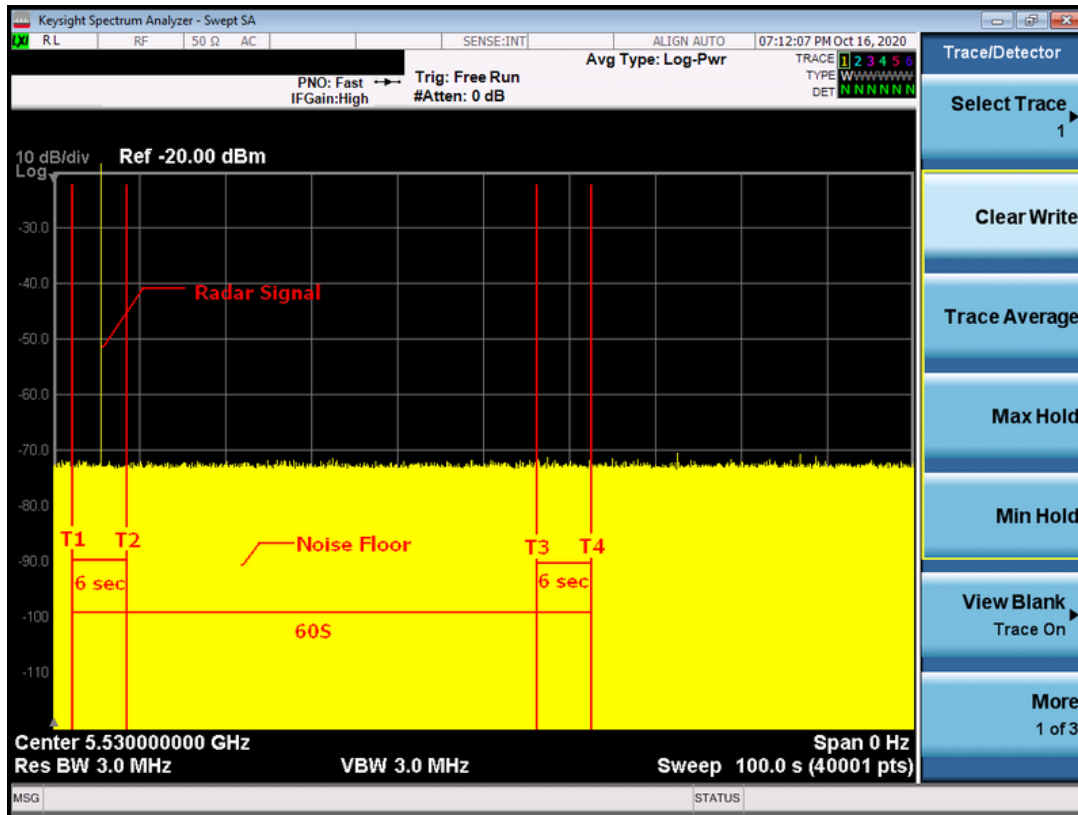 Keysight Spectrum Analyzer - Swept SA
LXI RL RF 50 Ω AC SENSE:INT ALIGN AUTO 07:12:07 PM Oct 16, 2020
PNO: Fast
IFGain:High
Trig: Free Run
#Atten: 0 dB
Avg Type: Log-Pwr
TRACE 1 2 3 4 5 6
TYPE WWWWWW
DET N N N N N N
10 dB/div Ref -20.00 dBm
Log
-30.0
-40.0
-50.0
-60.0
-70.0
-80.0
-90.0
-100
-110
Radar Signal
T1 T2
Noise Floor
T3 T4
6 sec
6 sec
60S
Center 5.530000000 GHz
Span 0 Hz
Res BW 3.0 MHz
VBW 3.0 MHz
Sweep 100.0 s (40001 pts)
MSG
STATUS
Trace/Detector
Select Trace
1
Clear Write
Trace Average
Max Hold
Min Hold
View Blank
Trace On
More
1 of 3